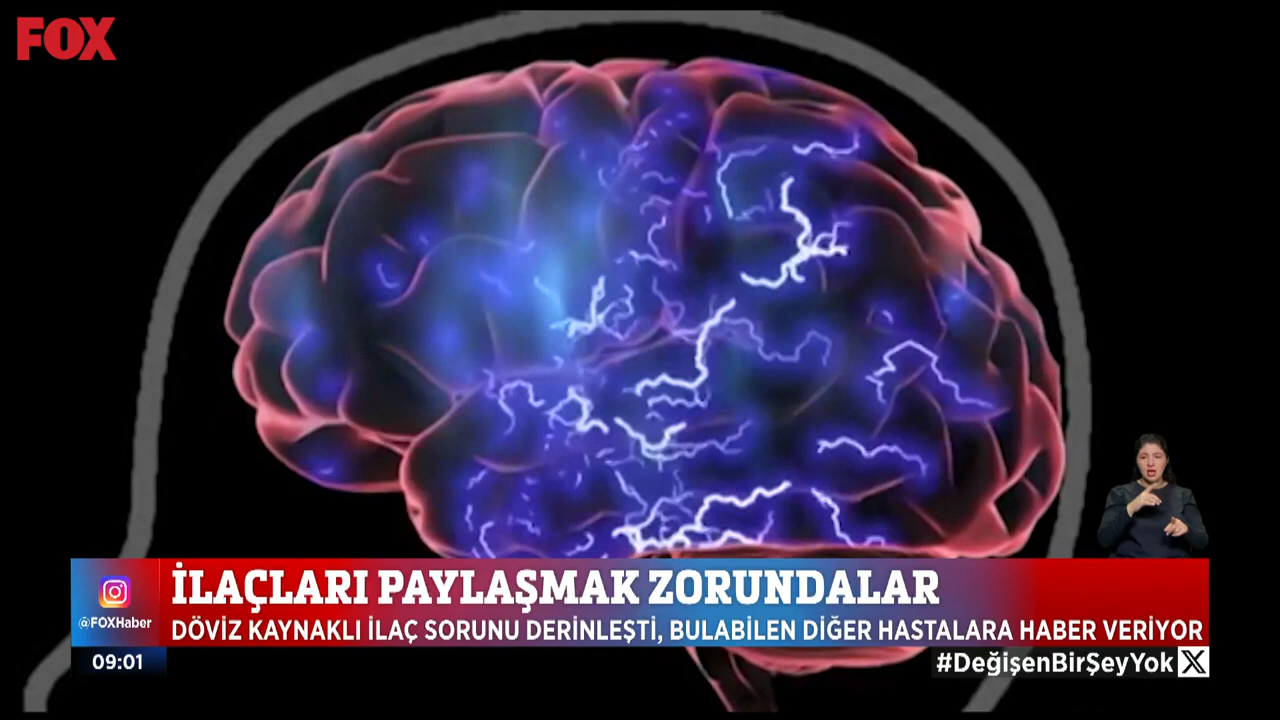 FOX
İLAÇLARI PAYLAŞMAK ZORUNDALAR
@FOXHaber
DÖVİZ KAYNAKLI İLAÇ SORUNU DERİNLEŞTİ, BULABİLEN DİĞER HASTALARA HABER VERİYOR
09:01
#DeğişenBirŞeyYok X